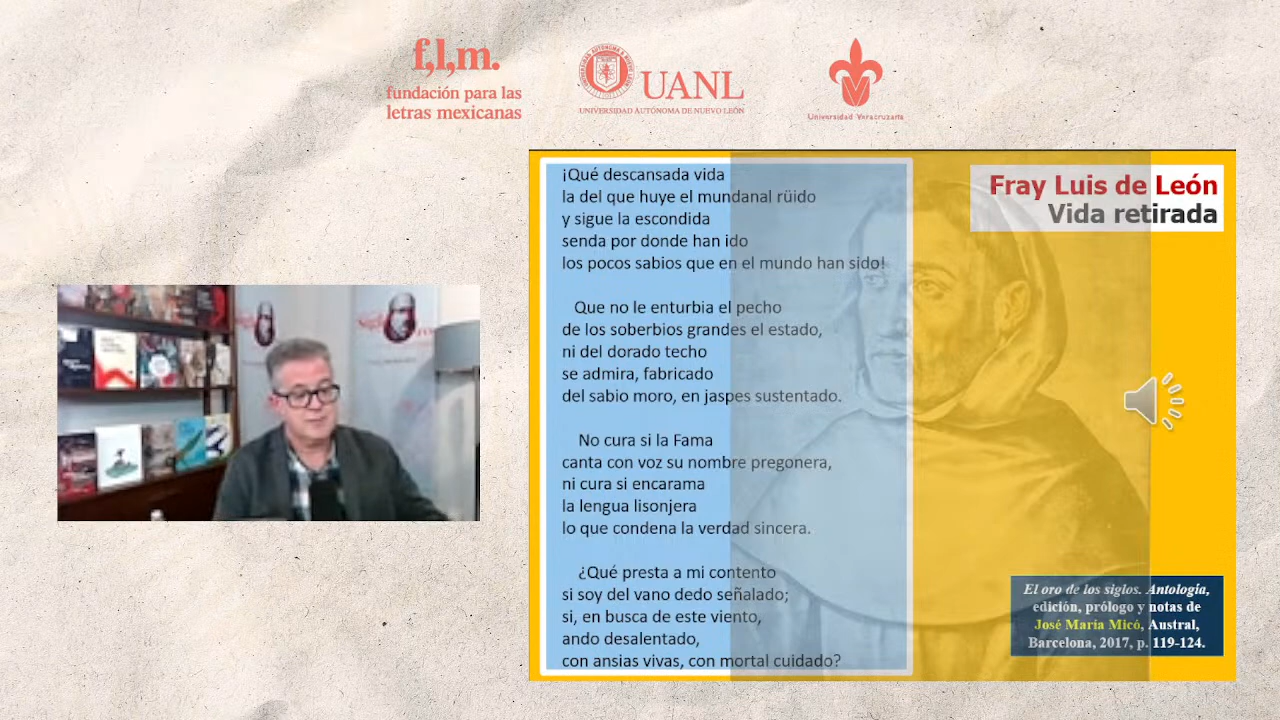 f,l,m.
fundación para las
letras mexicanas
UANL
UNIVERSIDAD AUTÓNOMA DE NUEVO LEÓN
Universidad Veracruzana
¡Qué descansada vida
la del que huye el mundanal rüido
y sigue la escondida
senda por donde han ido
los pocos sabios que en el mundo han sido!
Que no le enturbia el pecho
de los soberbios grandes el estado,
ni del dorado techo
se admira, fabricado
del sabio moro, en jaspes sustentado.
No cura si la Fama
canta con voz su nombre pregonera,
ni cura si encarama
la lengua lisonjera
lo que condena la verdad sincera.
¿Qué presta a mi contento
si soy del vano dedo señalado;
si, en busca de este viento,
ando desalentado,
con ansias vivas, con mortal cuidado?
Fray Luis de León
Vida retirada
El oro de los siglos. Antología,
edición, prólogo y notas de
José María Micó, Austral,
Barcelona, 2017, p. 119-124.